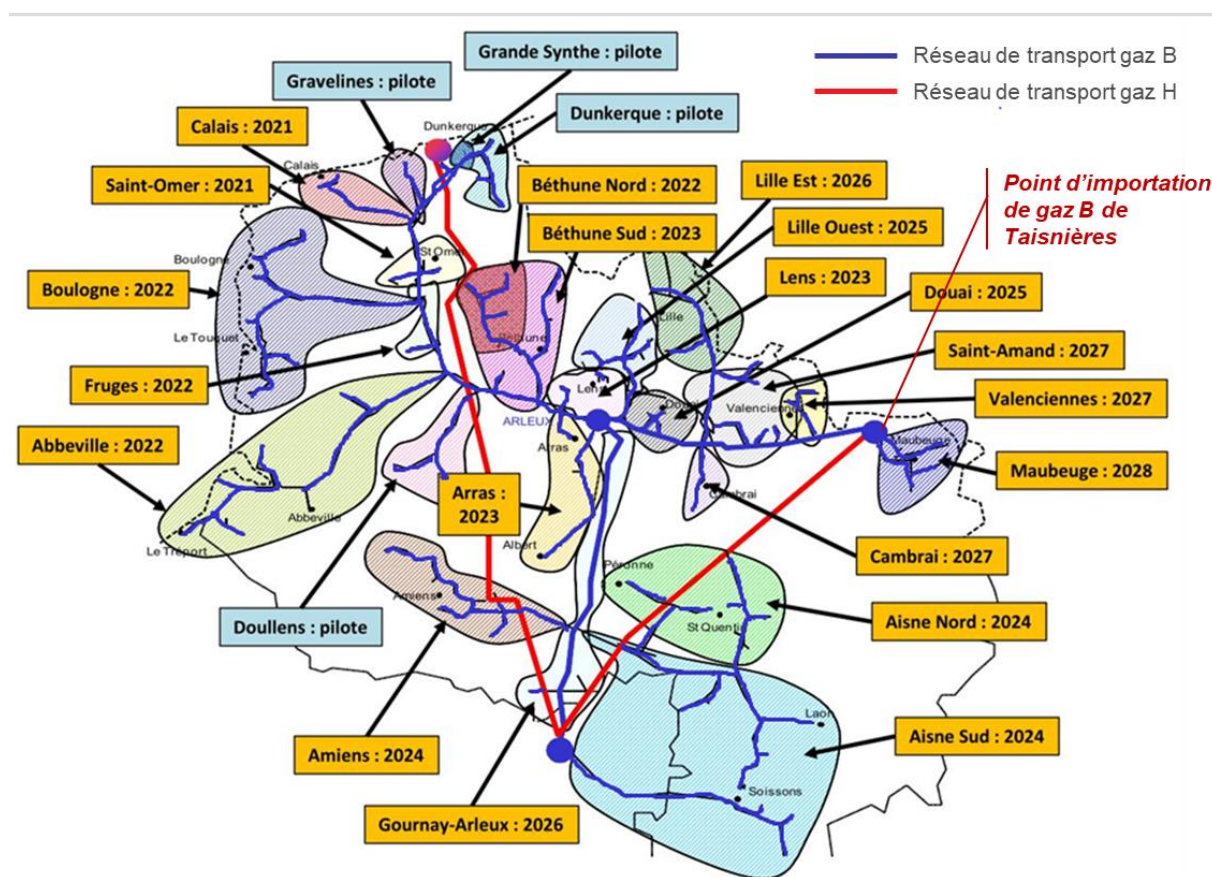 Grande Synthe : pilote
Réseau de transport gaz B
Gravelines : pilote
Réseau de transport gaz H
Dunkerque : pilote
Calais : 2021
Dunkerque
Calais
Saint-Omer : 2021
Béthune Nord : 2022
Lille Est : 2026
Point d’importation
de gaz B de
Taisnières
Béthune Sud : 2023
Lille Ouest : 2025
St Omer
Boulogne
Boulogne : 2022
Lens : 2023
Douai : 2025
Le Touquet
Lille
Saint-Amand : 2027
Fruges : 2022
Lens
Valenciennes : 2027
Valenciennes
ARLEUX
Arras
Maubeuge
Abbeville : 2022
Maubeuge : 2028
Arras :
2023
Cambrai
Abbeville
Le Tréport
Albert
Cambrai : 2027
Péronne
Amiens
St Quentin
Doullens : pilote
Aisne Nord : 2024
Laon
Amiens : 2024
Aisne Sud : 2024
Soissons
Gournay-Arleux : 2026